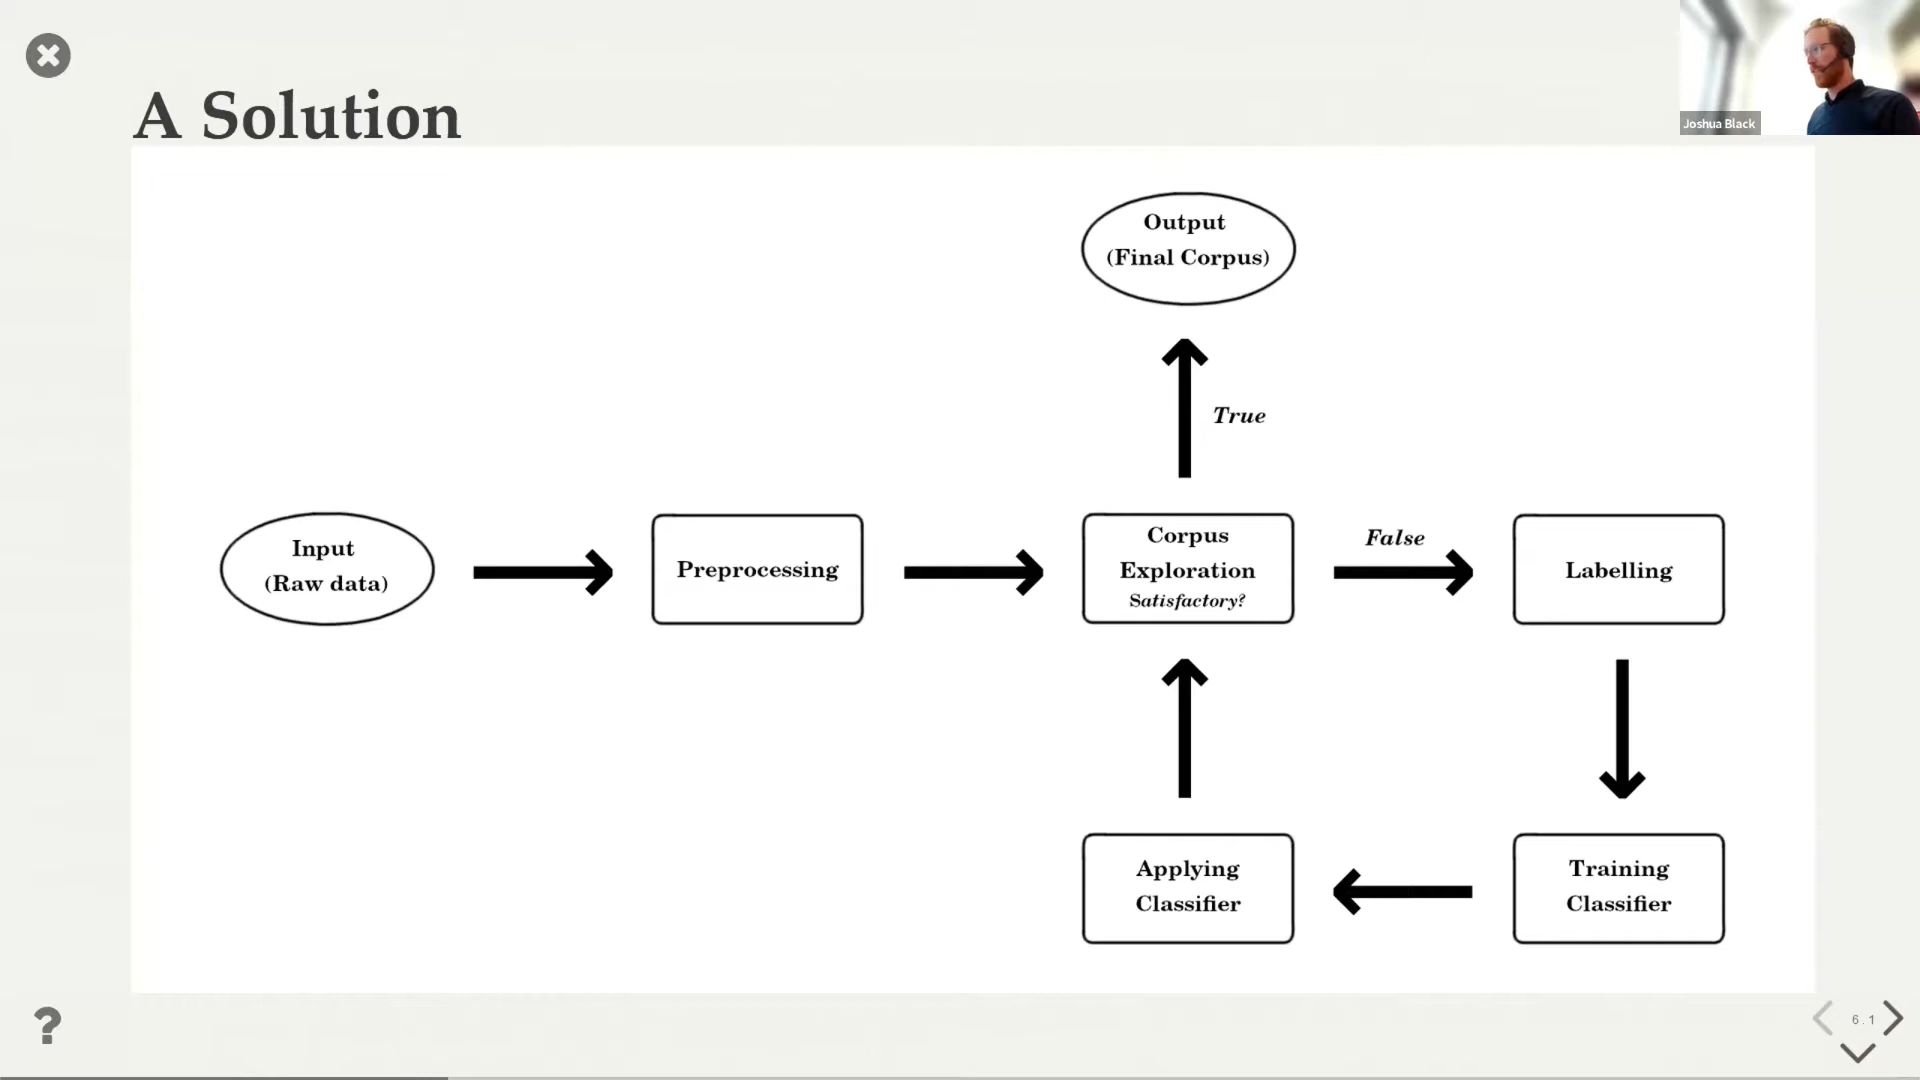 A Solution
Joshua Black
Output
(Final Corpus)
True
Input
(Raw data)
Preprocessing
Corpus
Exploration
Satisfactory?
False
Labelling
Applying
Classifier
Training
Classifier
?
6.1